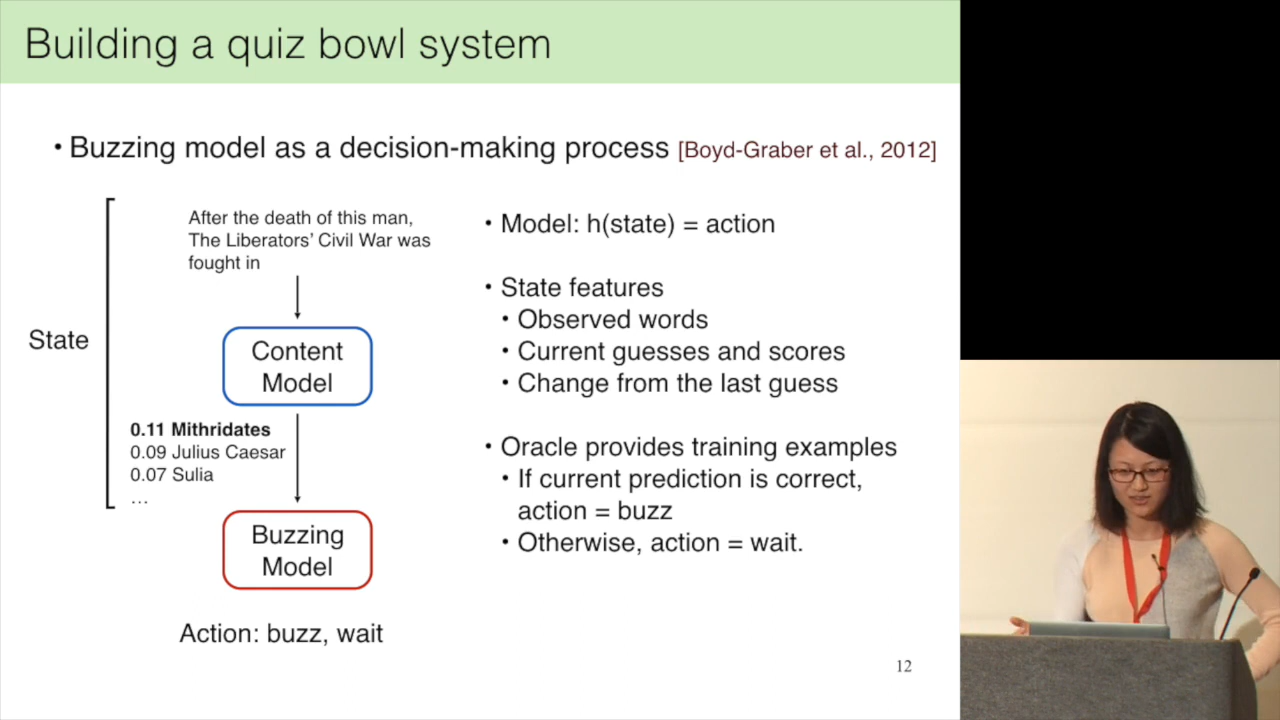 Building a quiz bowl system
• Buzzing model as a decision-making process [Boyd-Graber et al., 2012]
State
After the death of this man,
The Liberators' Civil War was
fought in
Content
Model
0.11 Mithridates
0.09 Julius Caesar
0.07 Sulia
...
Buzzing
Model
Action: buzz, wait
• Model: h(state) = action
• State features
• Observed words
• Current guesses and scores
• Change from the last guess
• Oracle provides training examples
• If current prediction is correct,
action = buzz
• Otherwise, action = wait.
12